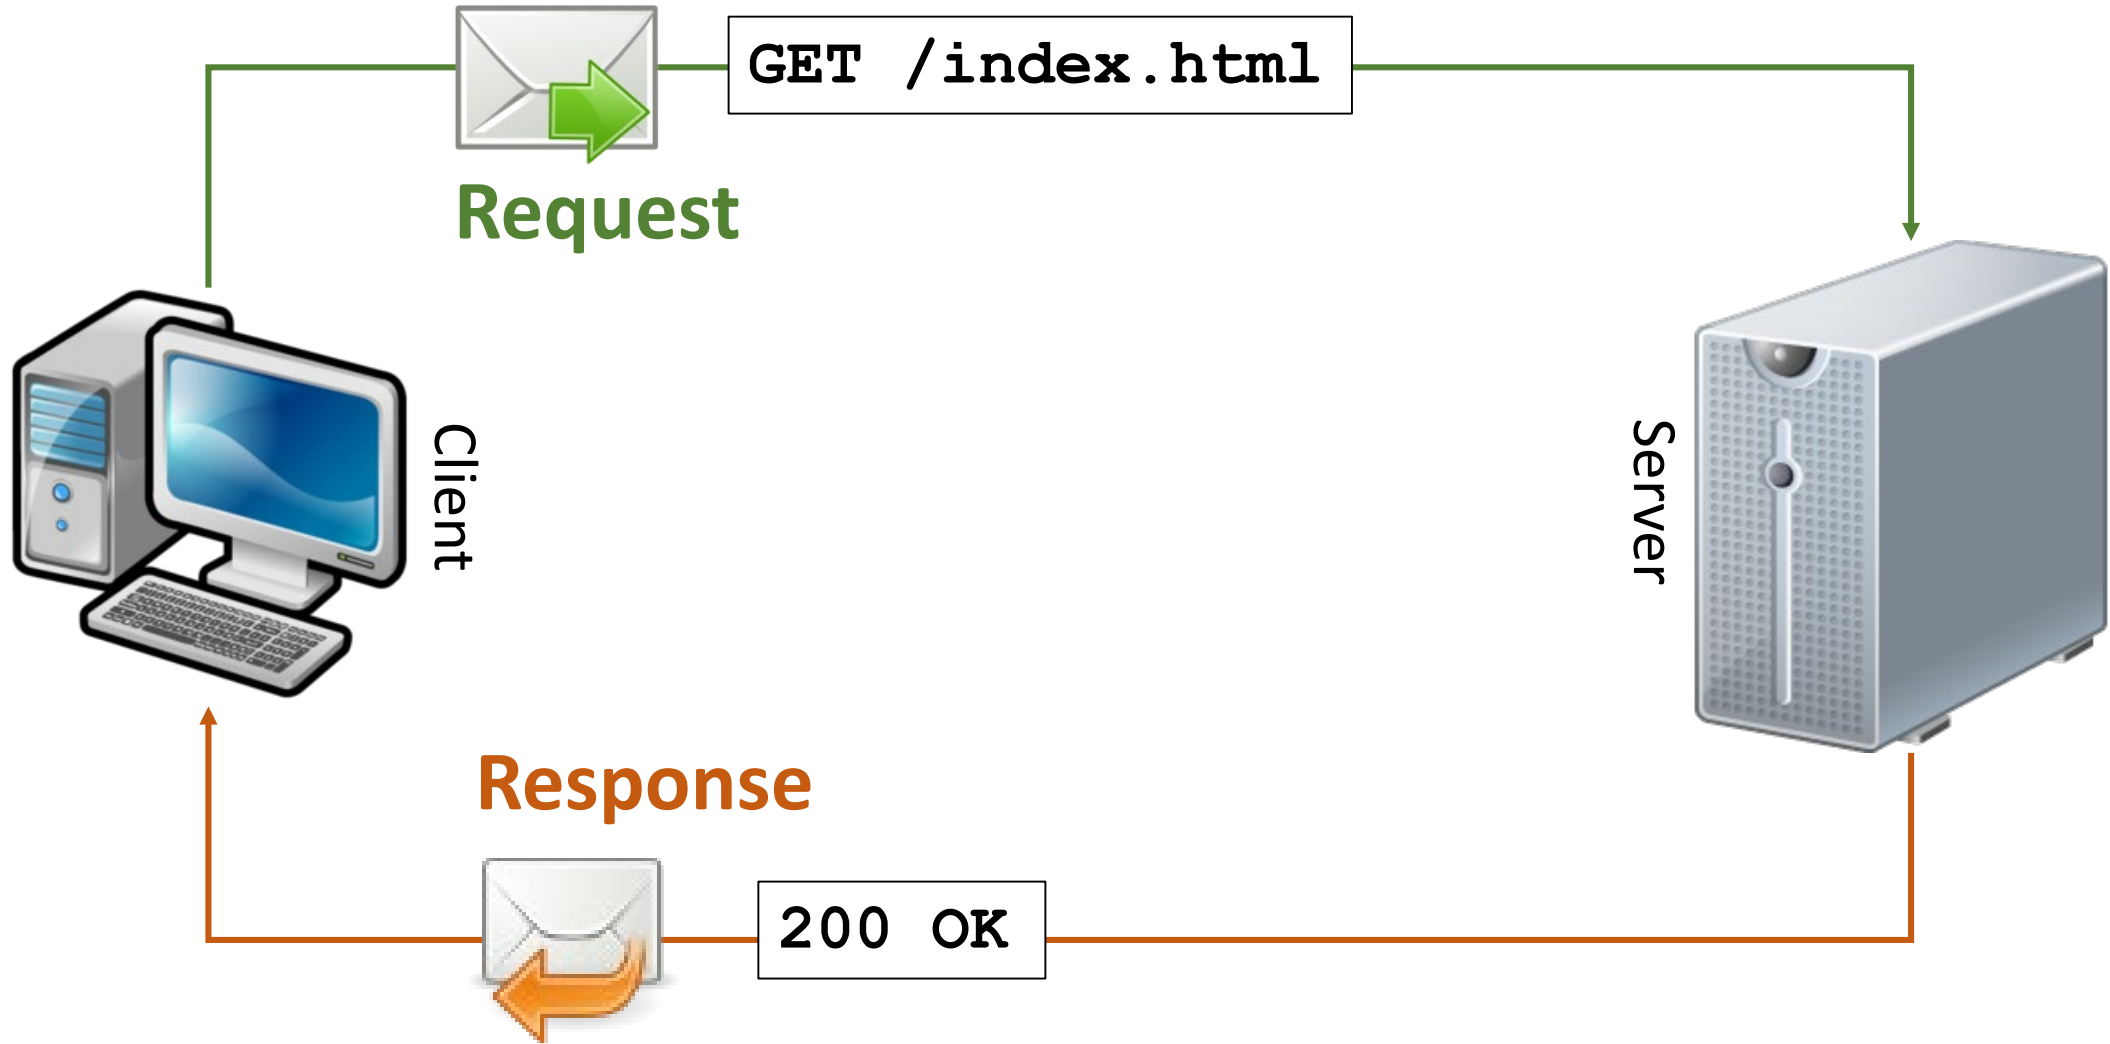 GET /index.html
Request
Client
Server
Response
200 OK